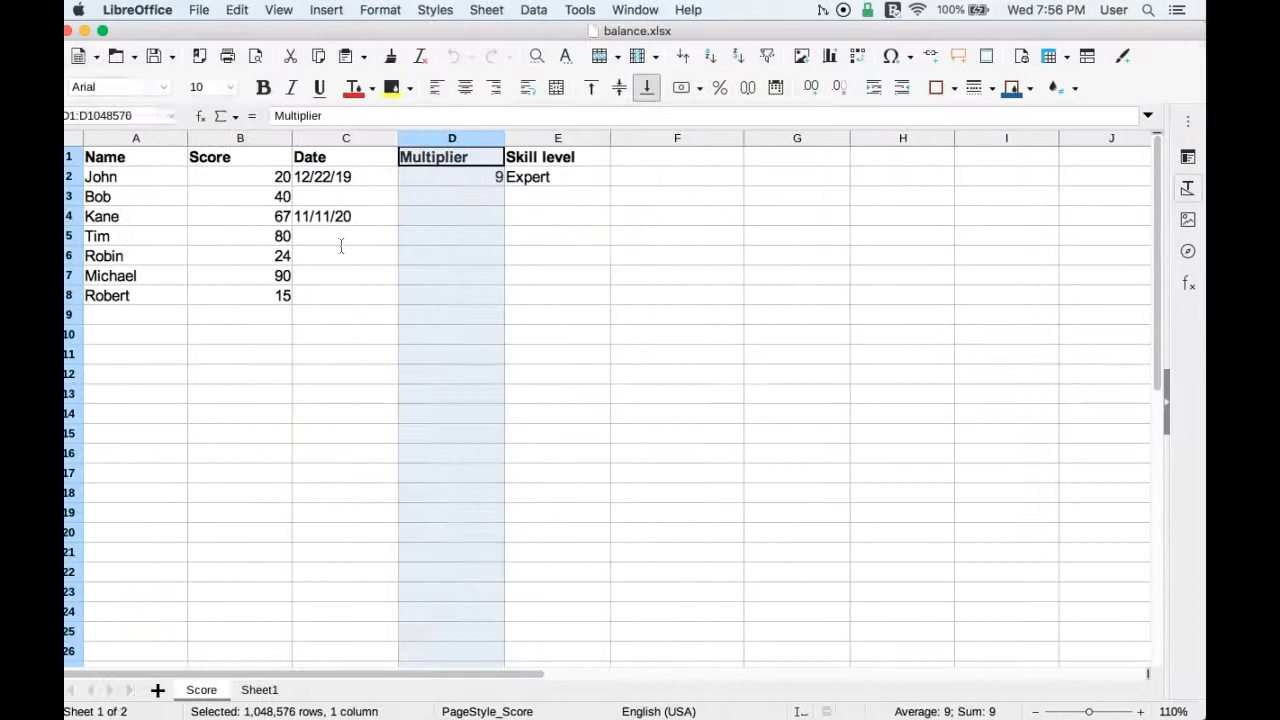 LibreOffice File Edit View Insert Format Styles Sheet Data Tools Window Help 100% Wed 7:56 PM User
balance.xlsx
Arial 10
D1:D1048576 Multiplier
A B C D E F G H I J
1 Name Score Date Multiplier Skill level
2 John 20 12/22/19 9 Expert
3 Bob 40
4 Kane 67 11/11/20
5 Tim 80
6 Robin 24
7 Michael 90
8 Robert 15
9
10
11
12
13
14
15
16
17
18
19
20
21
22
23
24
25
26
Score Sheet1
Sheet 1 of 2 Selected: 1,048,576 rows, 1 column PageStyle_Score English (USA) Average: 9; Sum: 9 110%